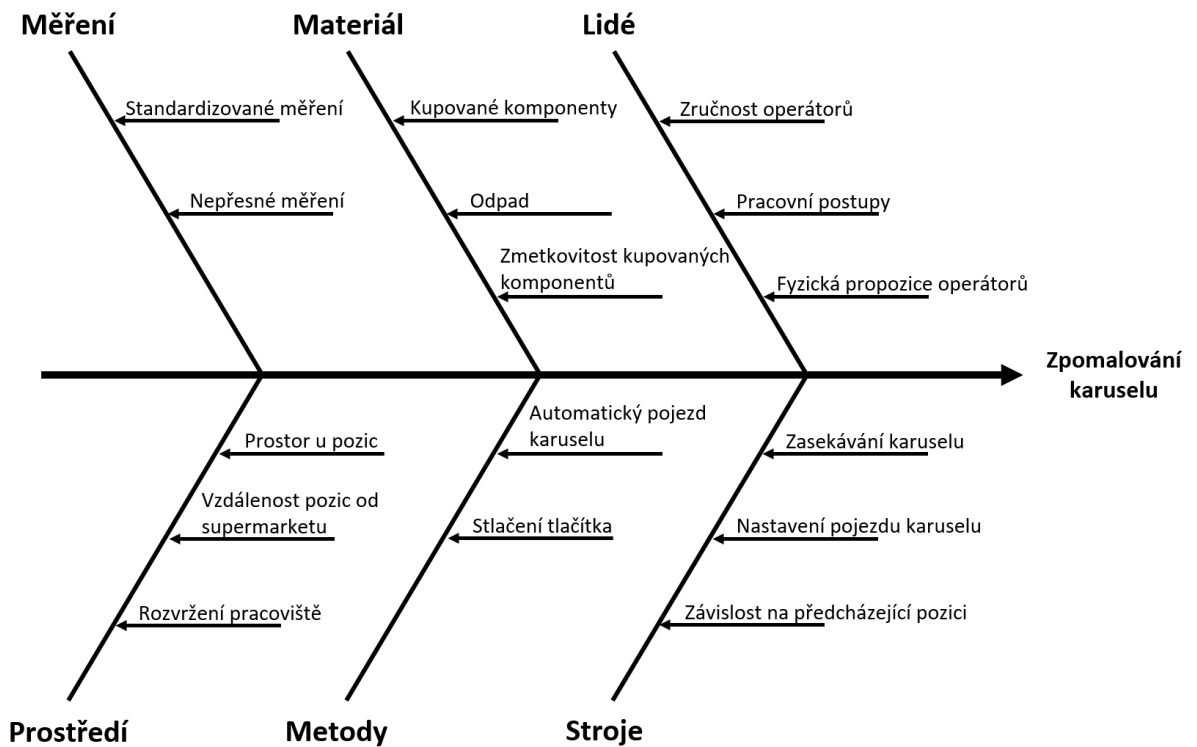 Měření
Materiál
Lidé
Standardizované měření
Kupované komponenty
Zručnost operátorů
Nepřesné měření
Odpad
Pracovní postupy
Zmetkovitost kupovaných
komponentů
Fyzická propozice operátorů
Zpomalování
karuselu
Automatický pojezd
karuselu
Prostor u pozic
Zasekávání karuselu
Vzdálenost pozic od
supermarketu
Stlačení tlačítka
Nastavení pojezdu karuselu
Rozvržení pracoviště
Závislost na předcházející pozici
Prostředí
Metody
Stroje